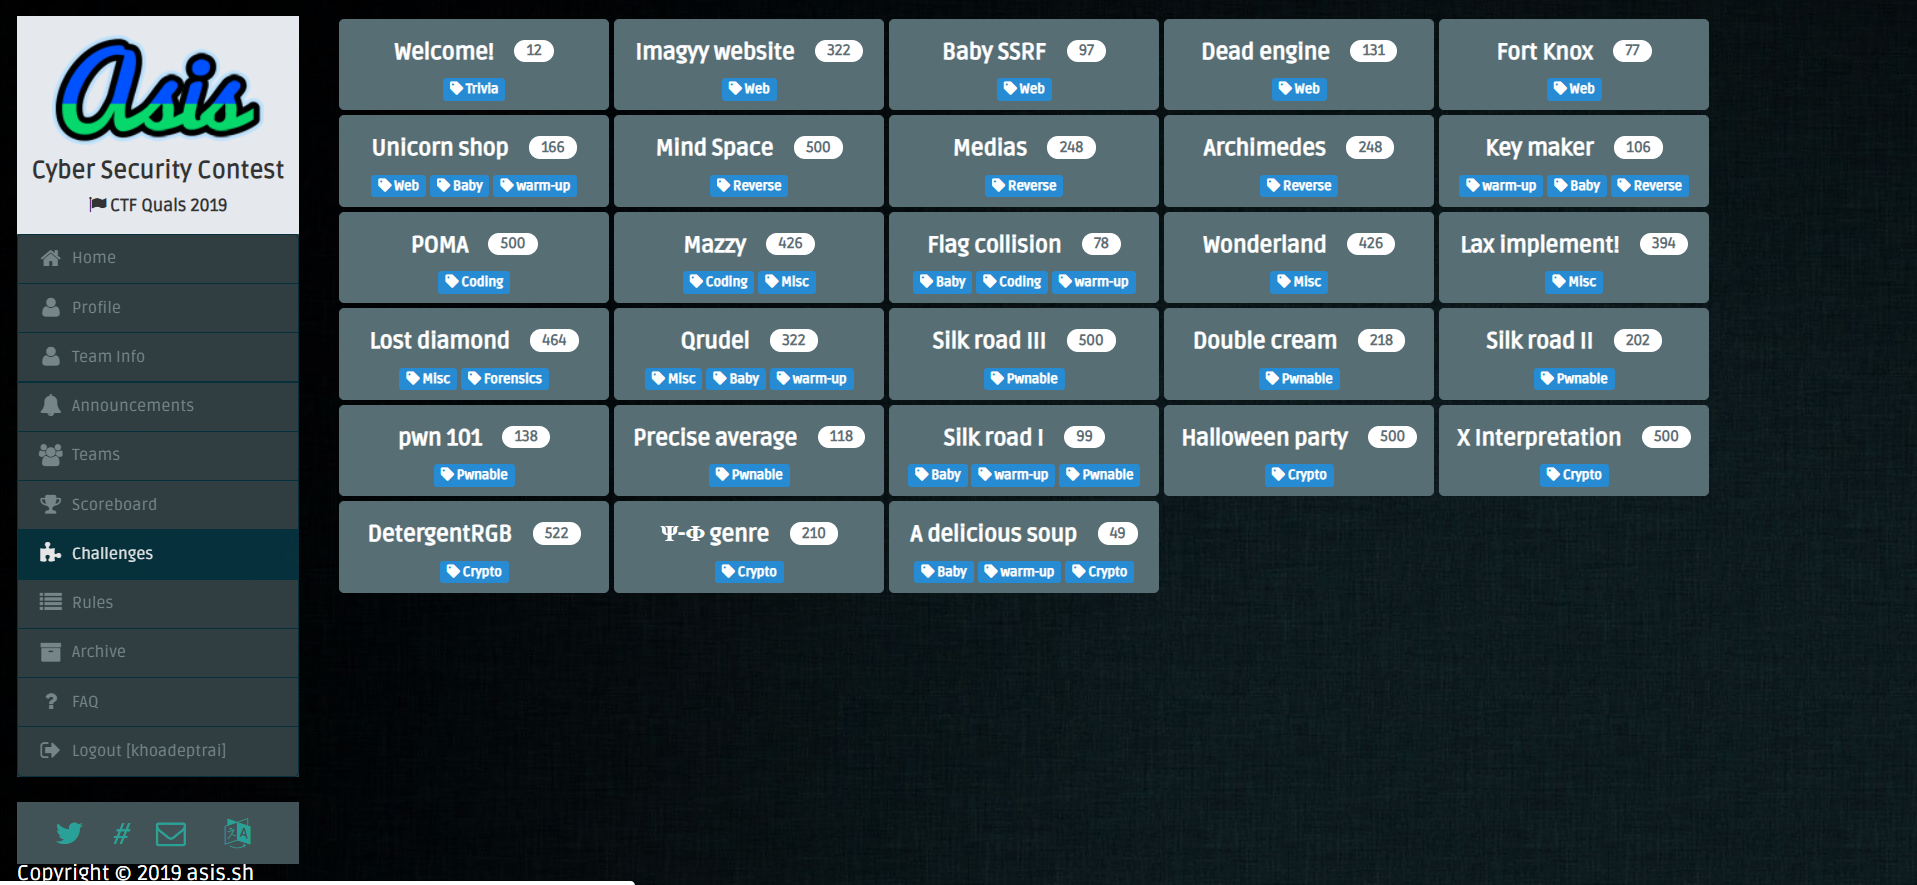 Asis
Cyber Security Contest
CTF Quals 2019
Home
Profile
Team Info
Announcements
Teams
Scoreboard
Challenges
Rules
Archive
FAQ
Logout [khoadeptrai]
Copyright © 2019 asis.sh
Welcome! 12
Trivia
Imagyy website 322
Web
Baby SSRF 97
Web
Dead engine 131
Web
Fort Knox 77
Web
Unicorn shop 166
Web Baby warm-up
Mind Space 500
Reverse
Medias 248
Reverse
Archimedes 248
Reverse
Key maker 106
warm-up Baby Reverse
POMA 500
Coding
Mazzy 426
Coding Misc
Flag collision 78
Baby Coding warm-up
Wonderland 426
Misc
Lax implement! 394
Misc
Lost diamond 464
Misc Forensics
Qrudel 322
Misc Baby warm-up
Silk road III 500
Pwnable
Double cream 218
Pwnable
Silk road II 202
Pwnable
pwn 101 138
Pwnable
Precise average 118
Pwnable
Silk road I 99
Baby warm-up Pwnable
Halloween party 500
Crypto
X Interpretation 500
Crypto
DetergentRGB 522
Crypto
Ψ-Φ genre 210
Crypto
A delicious soup 49
Baby warm-up Crypto